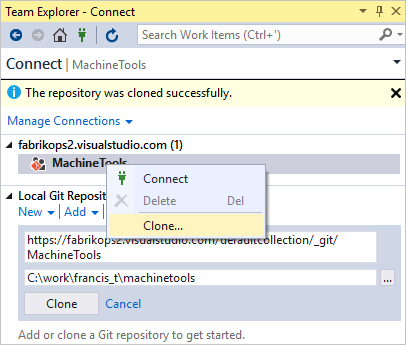 Team Explorer - Connect
Search Work Items (Ctrl+')
Connect | MachineTools
The repository was cloned successfully.
Manage Connections
fabrikops2.visualstudio.com (1)
MachineTools
Connect
Delete Del
Clone...
Local Git Reposit
New Add
https://fabrikops2.visualstudio.com/defaultcollection/_git/
MachineTools
C:\work\francis_t\machinetools
...
Clone Cancel
Add or clone a Git repository to get started.